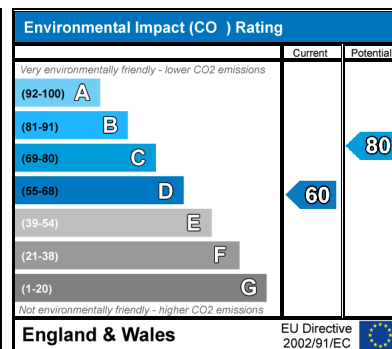 Environmental Impact (CO ) Rating
Current Potential
Very environmentally friendly - lower CO2 emissions
(92-100) A
(81-91) B
(69-80) C
80
(55-68) D
60
(39-54) E
(21-38) F
(1-20) G
Not environmentally friendly - higher CO2 emissions
England & Wales
EU Directive
2002/91/EC